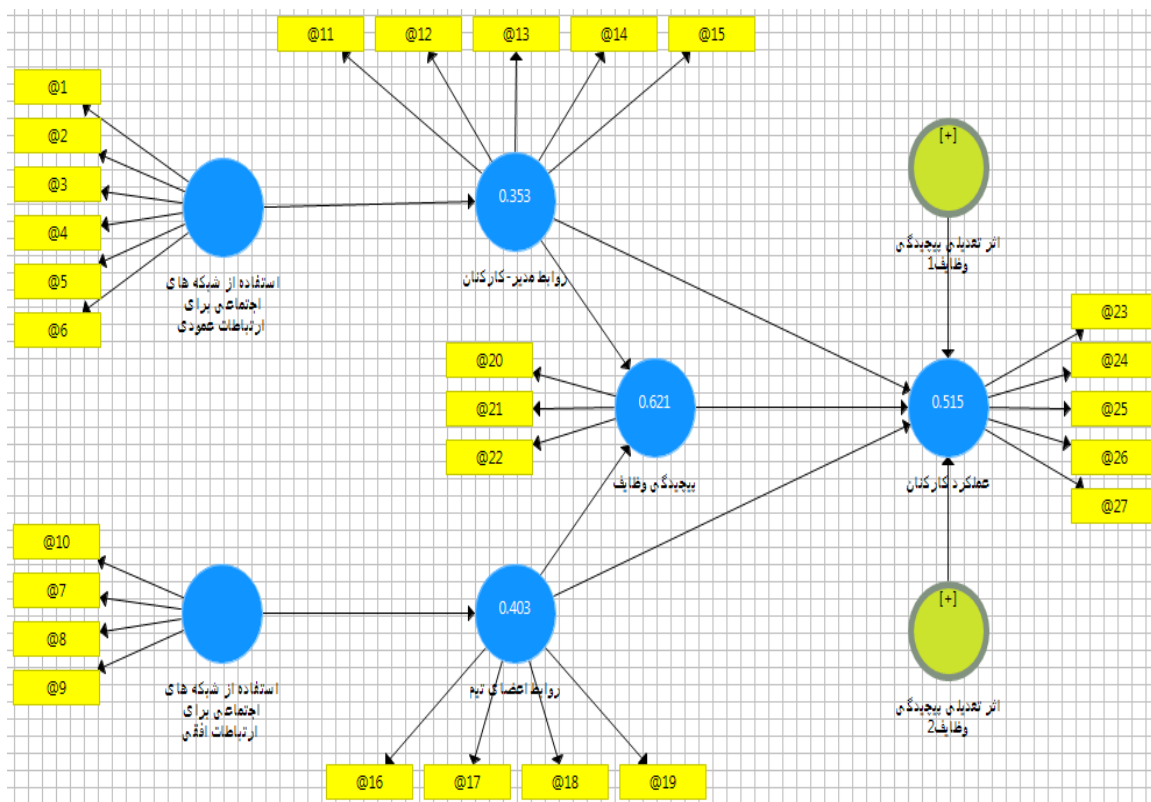 @11
@12
@13
@14
@15
@1
@2
@3
@4
@5
@6
استفاده از شبکه های
اجتماعی برای
ارتباطات عمودی
0.353
روابط مدیر-کارکنان
[+]
اثر تعدیلی پیچیدگی
وظایف1
@20
@21
@22
0.621
پیچیدگی وظایف
0.515
عملکرد کارکنان
@23
@24
@25
@26
@27
@10
@7
@8
@9
استفاده از شبکه های
اجتماعی برای
ارتباطات افقی
0.403
روابط اعضای تیم
[+]
اثر تعدیلی پیچیدگی
وظایف2
@16
@17
@18
@19